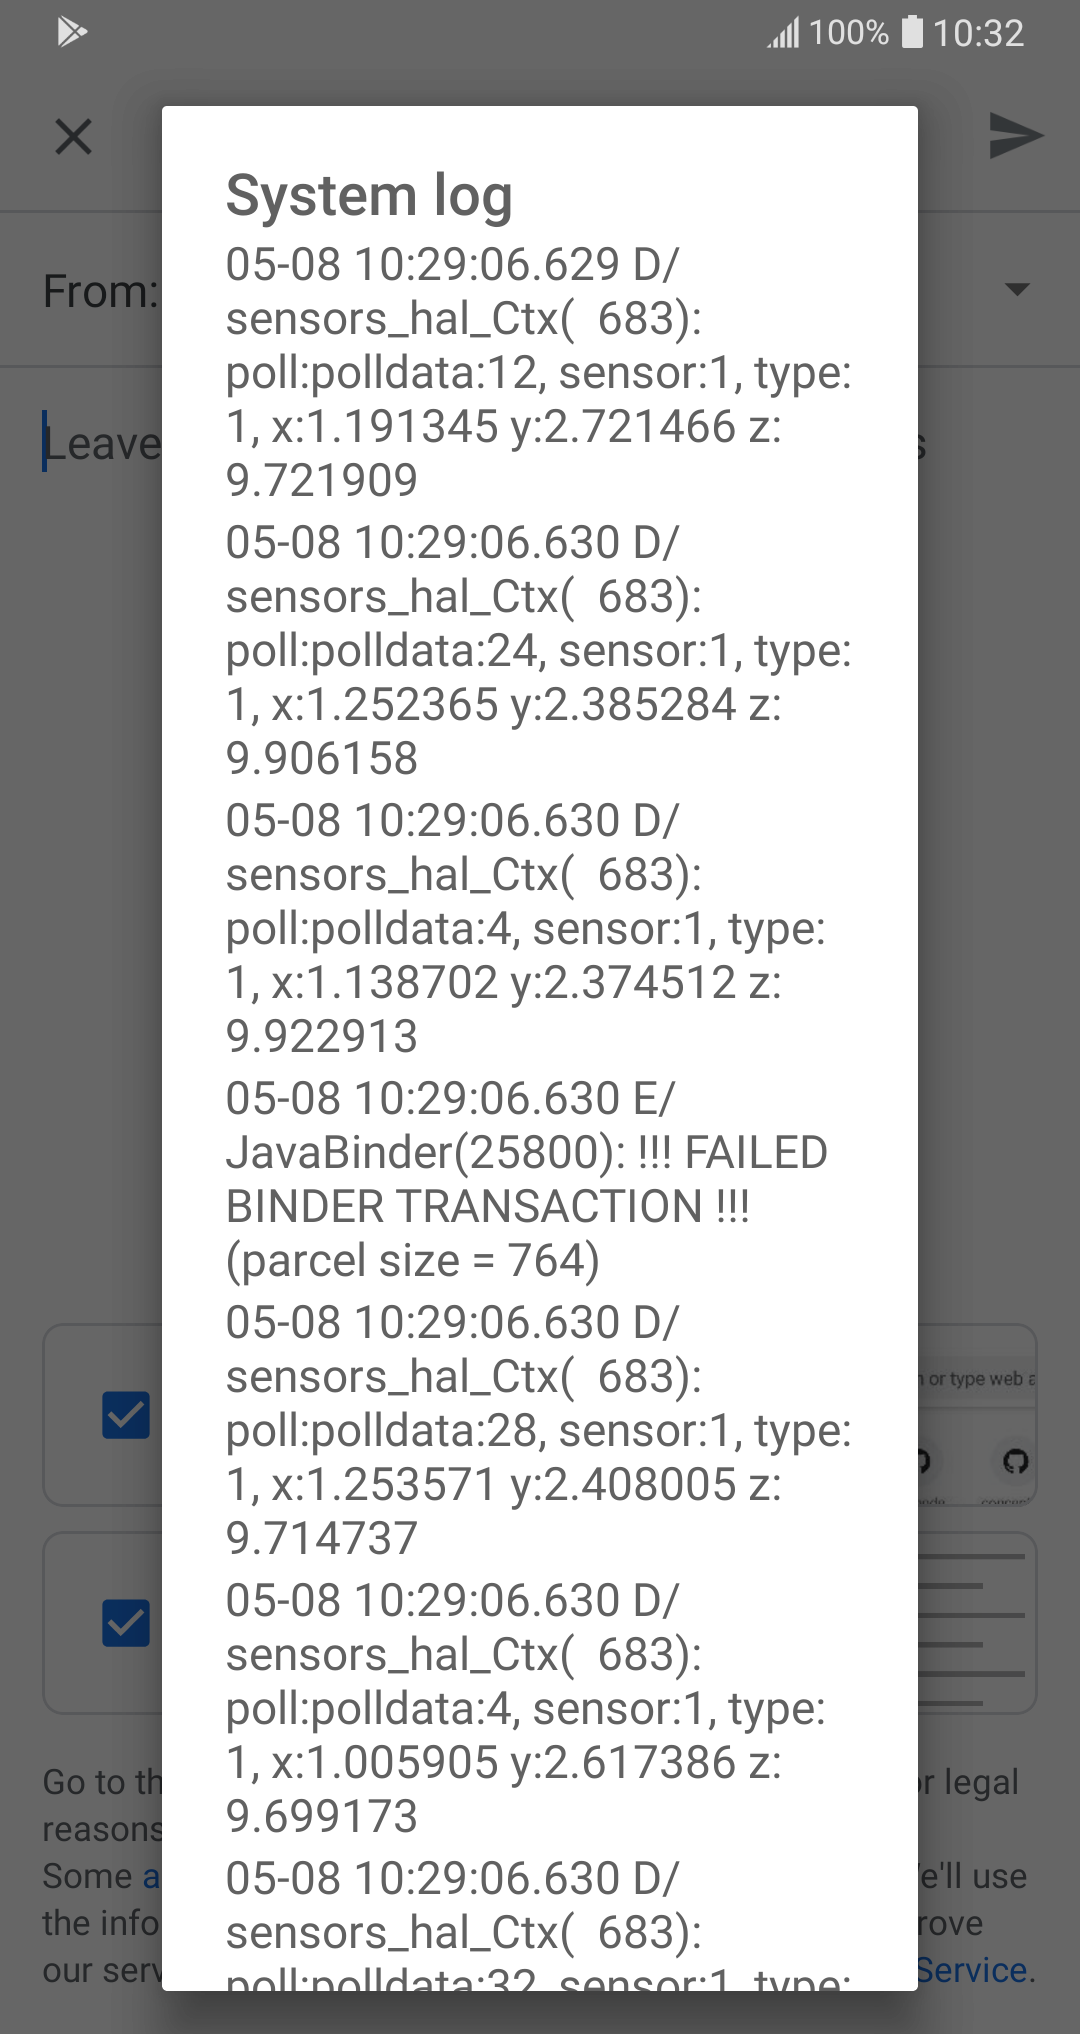 100% 10:32
System log
05-08 10:29:06.629 D/
sensors_hal_Ctx(  683):
poll:polldata:12, sensor:1, type:
1, x:1.191345 y:2.721466 z:
9.721909
05-08 10:29:06.630 D/
sensors_hal_Ctx(  683):
poll:polldata:24, sensor:1, type:
1, x:1.252365 y:2.385284 z:
9.906158
05-08 10:29:06.630 D/
sensors_hal_Ctx(  683):
poll:polldata:4, sensor:1, type:
1, x:1.138702 y:2.374512 z:
9.922913
05-08 10:29:06.630 E/
JavaBinder(25800): !!! FAILED
BINDER TRANSACTION !!!
(parcel size = 764)
05-08 10:29:06.630 D/
sensors_hal_Ctx(  683):
poll:polldata:28, sensor:1, type:
1, x:1.253571 y:2.408005 z:
9.714737
05-08 10:29:06.630 D/
sensors_hal_Ctx(  683):
poll:polldata:4, sensor:1, type:
1, x:1.005905 y:2.617386 z:
9.699173
05-08 10:29:06.630 D/
sensors_hal_Ctx(  683):
poll:polldata:32, sensor:1, type:
From:
Leave
or type web a
Go to th
r legal
reasons
Some a
e'll use
the info
rove
our serv
Service.